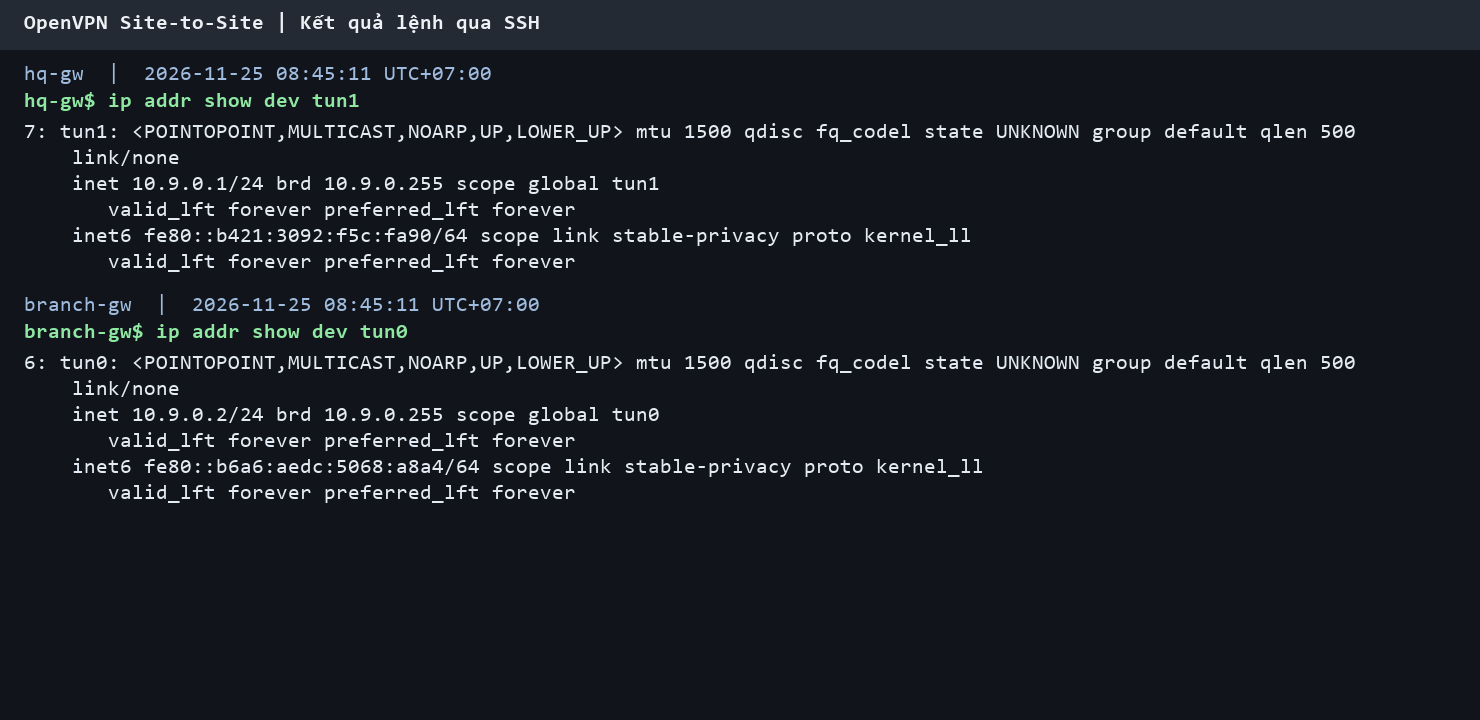 OpenVPN Site-to-Site | Kết quả lệnh qua SSH
hq-gw | 2026-11-25 08:45:11 UTC+07:00
hq-gw$ ip addr show dev tun1
7: tun1: <POINTOPOINT,MULTICAST,NOARP,UP,LOWER_UP> mtu 1500 qdisc fq_codel state UNKNOWN group default qlen 500
    link/none
    inet 10.9.0.1/24 brd 10.9.0.255 scope global tun1
       valid_lft forever preferred_lft forever
    inet6 fe80::b421:3092:f5c:fa90/64 scope link stable-privacy proto kernel_ll
       valid_lft forever preferred_lft forever
branch-gw | 2026-11-25 08:45:11 UTC+07:00
branch-gw$ ip addr show dev tun0
6: tun0: <POINTOPOINT,MULTICAST,NOARP,UP,LOWER_UP> mtu 1500 qdisc fq_codel state UNKNOWN group default qlen 500
    link/none
    inet 10.9.0.2/24 brd 10.9.0.255 scope global tun0
       valid_lft forever preferred_lft forever
    inet6 fe80::b6a6:aedc:5068:a8a4/64 scope link stable-privacy proto kernel_ll
       valid_lft forever preferred_lft forever